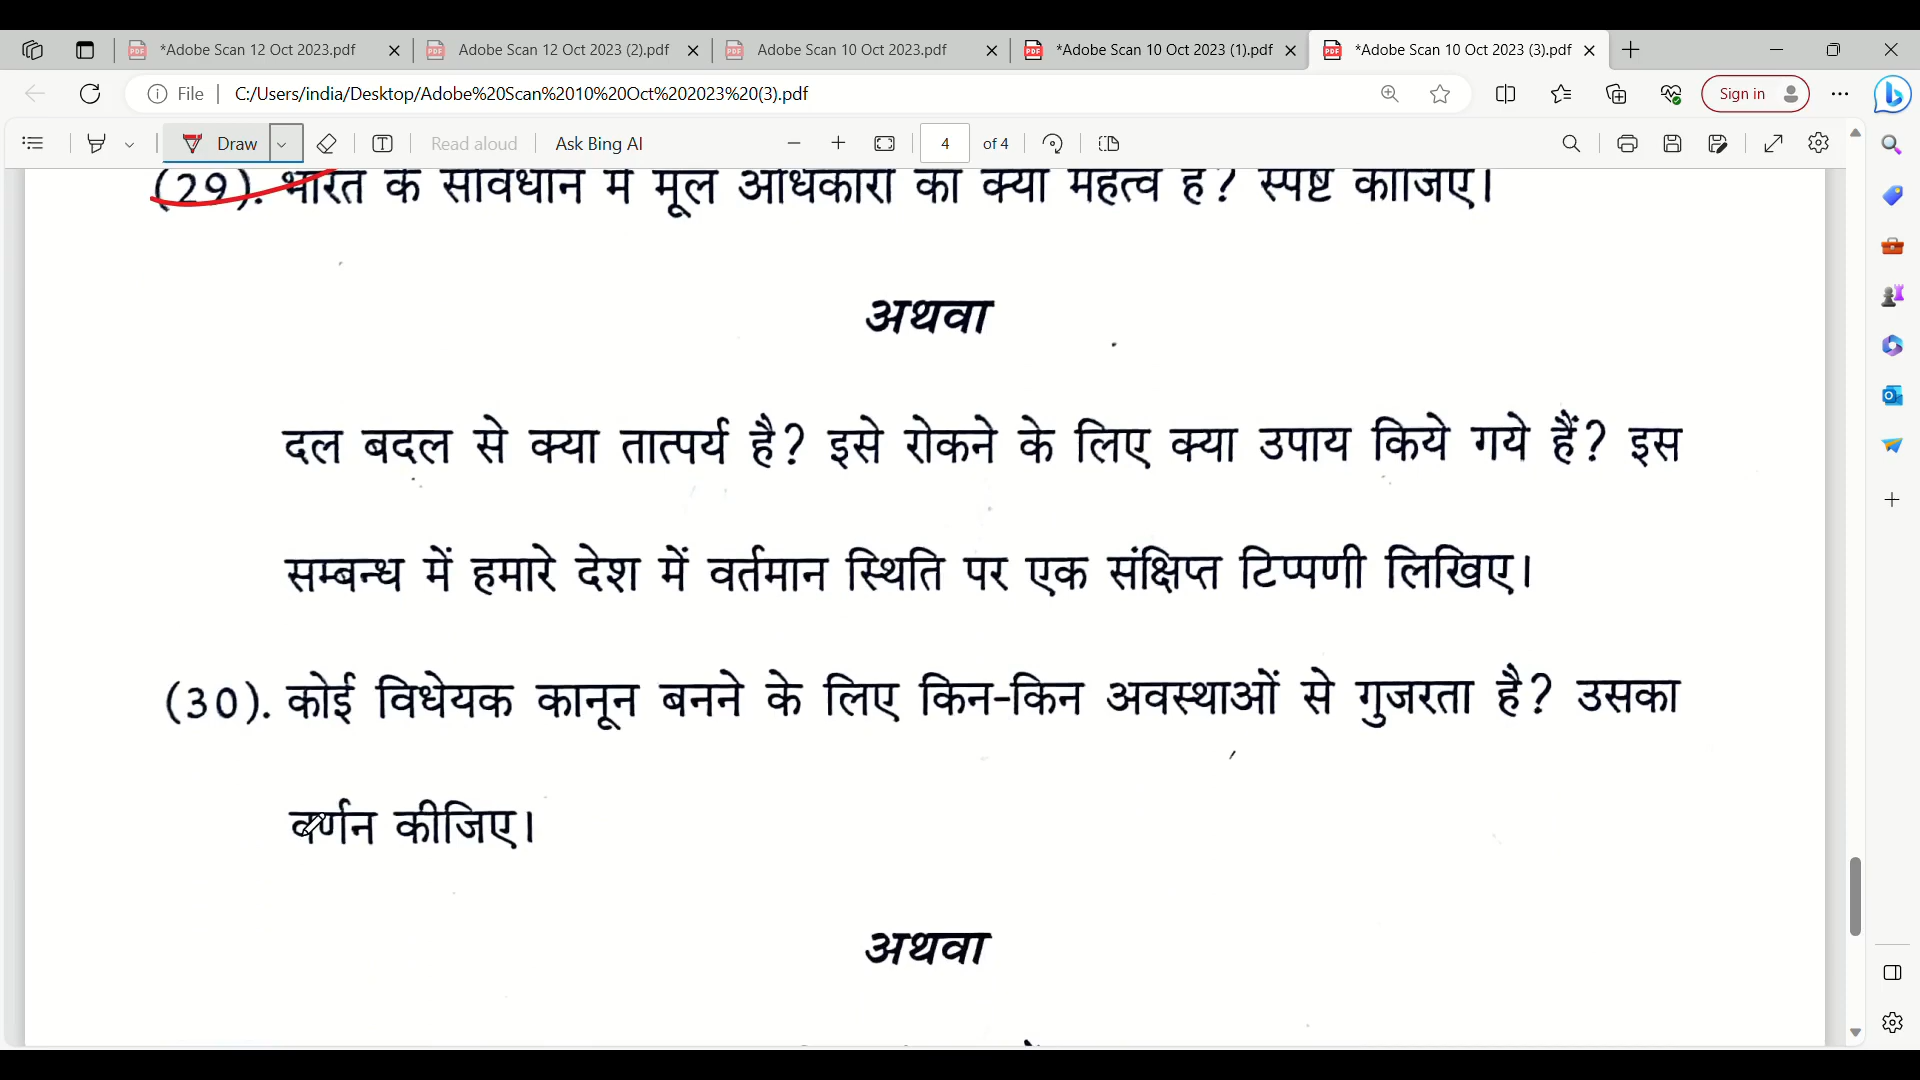 *Adobe Scan 12 Oct 2023.pdf
Adobe Scan 12 Oct 2023 (2).pdf
Adobe Scan 10 Oct 2023.pdf
*Adobe Scan 10 Oct 2023 (1).pdf
*Adobe Scan 10 Oct 2023 (3).pdf
File
C:/Users/india/Desktop/Adobe%20Scan%2010%20Oct%202023%20(3).pdf
Sign in
Draw
Read aloud
Ask Bing AI
4 of 4
(29). भारत के संविधान में मूल अधिकारों का क्या महत्व है? स्पष्ट कीजिए।
अथवा
दल बदल से क्या तात्पर्य है? इसे रोकने के लिए क्या उपाय किये गये हैं? इस
सम्बन्ध में हमारे देश में वर्तमान स्थिति पर एक संक्षिप्त टिप्पणी लिखिए।
(30). कोई विधेयक कानून बनने के लिए किन-किन अवस्थाओं से गुजरता है? उसका
वर्णन कीजिए।
अथवा